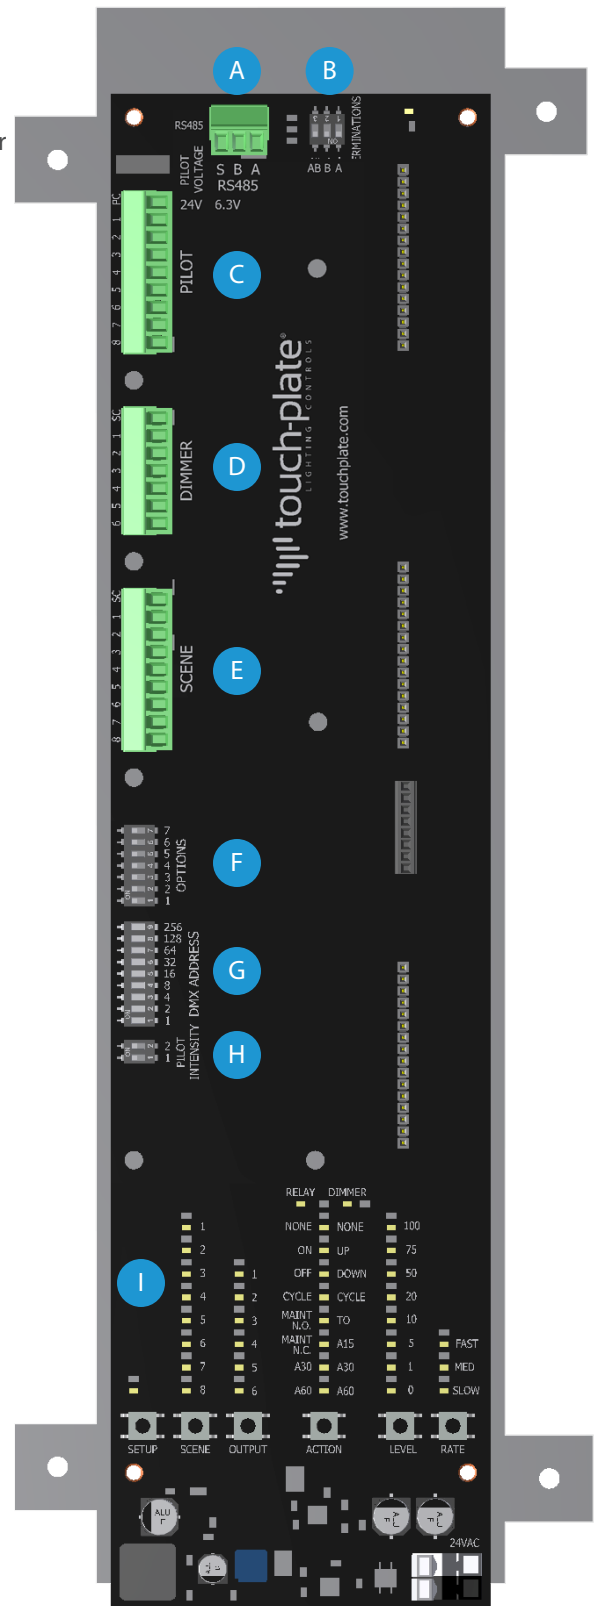 A
B
r
RS485
S B A
RS485
PILOT
VOLTAGE
24V 6.3V
3 2 1
ON
AB B A
PC
1
2
3
4
5
6
7
8
PILOT
C
SC
1
2
3
4
5
6
DIMMER
D
touch-plate®
LIGHTING CONTROLS
www.touchplate.com
SC
1
2
3
4
5
6
7
8
SCENE
E
7
6
5
4
3
2
1
ON
OPTIONS
F
256
128
64
32
16
8
4
2
1
ON
DMX ADDRESS
G
2
1
ON
PILOT
INTENSITY
H
RELAY DIMMER
1 NONE NONE 100
2 ON UP 75
3 1 OFF DOWN 50
4 2 CYCLE CYCLE 20
5 3 MAINT N.O. TO 10
6 4 MAINT N.C. A15 5 FAST
7 5 A30 A30 1 MED
8 6 A60 A60 0 SLOW
I
SETUP SCENE OUTPUT ACTION LEVEL RATE
24VAC